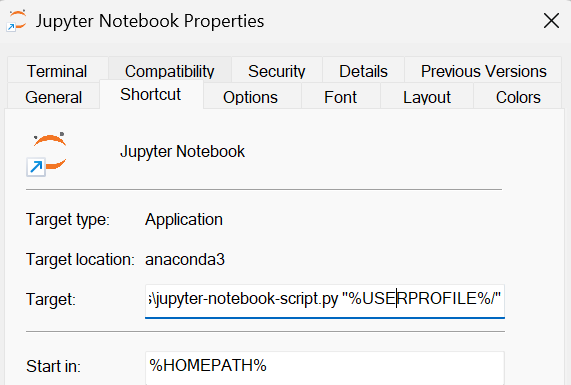 Jupyter Notebook Properties
Terminal Compatibility Security Details Previous Versions
General Shortcut Options Font Layout Colors
Jupyter Notebook
Target type: Application
Target location: anaconda3
Target: s\jupyter-notebook-script.py "%USERPROFILE%/"
Start in: %HOMEPATH%